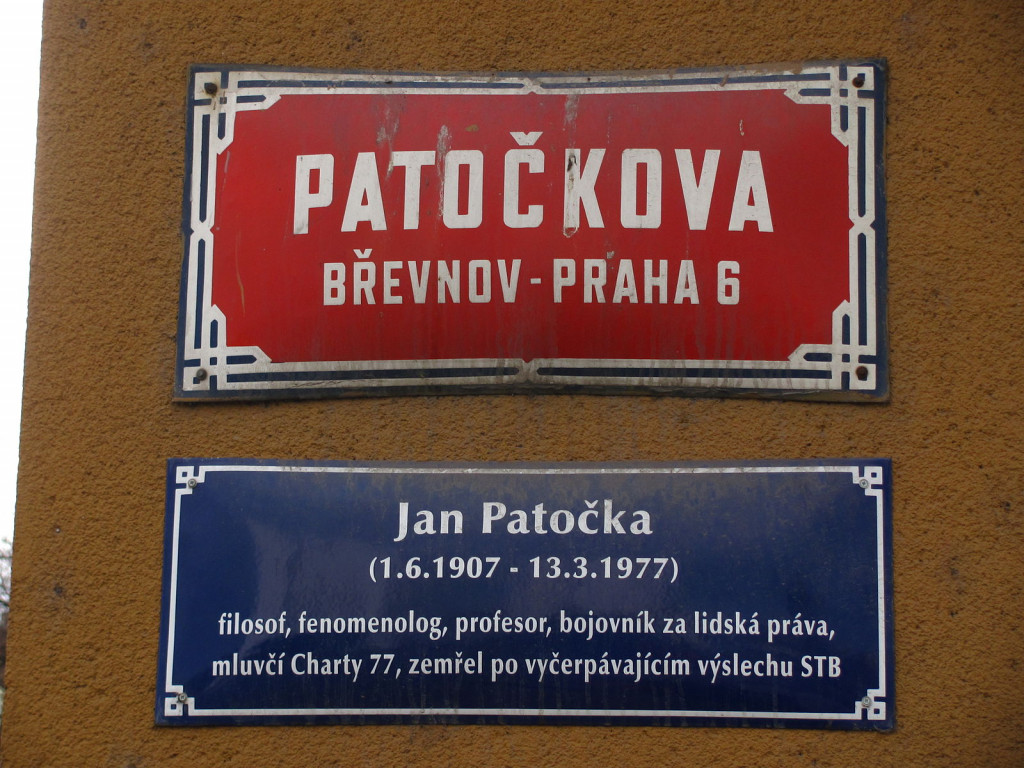 PATOČKOVA
BŘEVNOV - PRAHA 6
Jan Patočka
(1.6.1907 - 13.3.1977)
filosof, fenomenolog, profesor, bojovník za lidská práva,
mluvčí Charty 77, zemřel po vyčerpávajícím výslechu STB